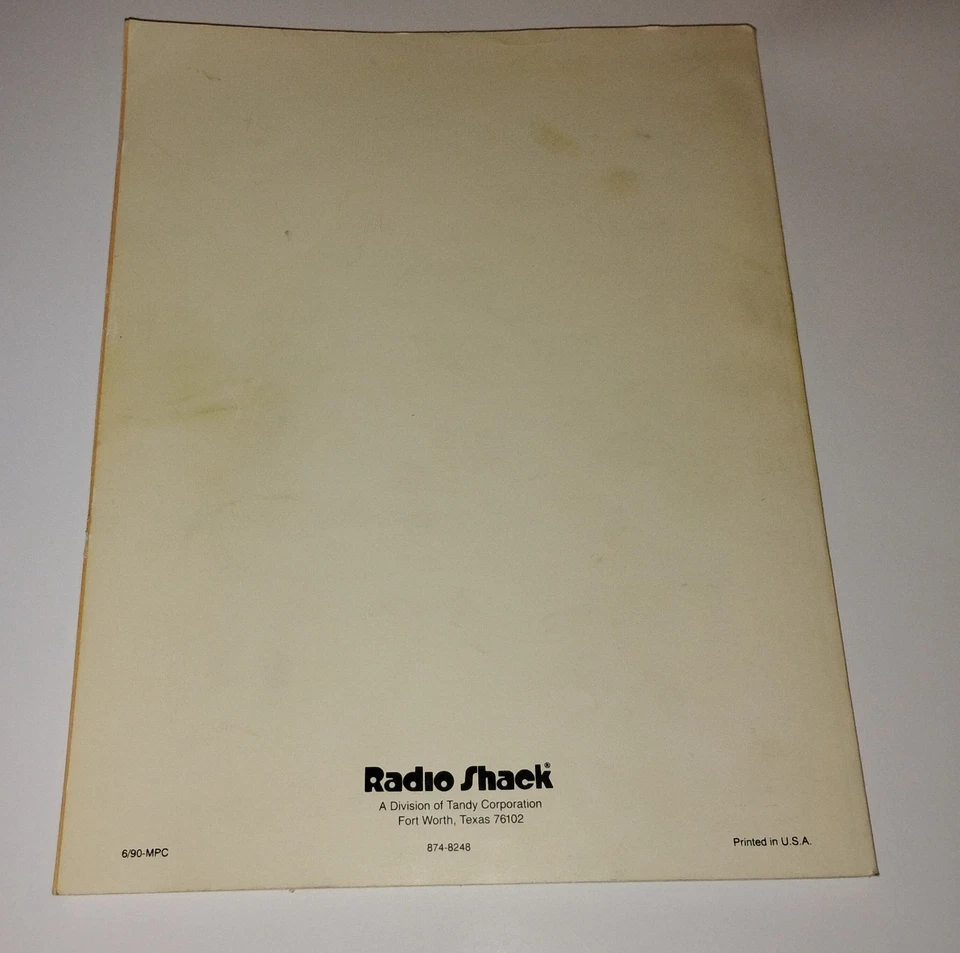 Radio Shack®
A Division of Tandy Corporation
Fort Worth, Texas 76102
6/90-MPC
874-8248
Printed in U.S.A.